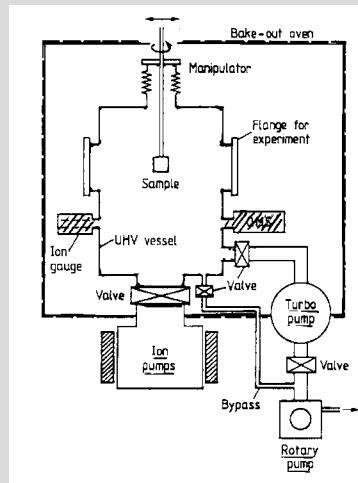 Bake-out oven
Manipulator
Flange for
experiment
Sample
QMS
Ion
gauge
UHV vessel
Valve
Valve
Turbo
pump
Ion
pumps
Valve
Bypass
Rotary
pump